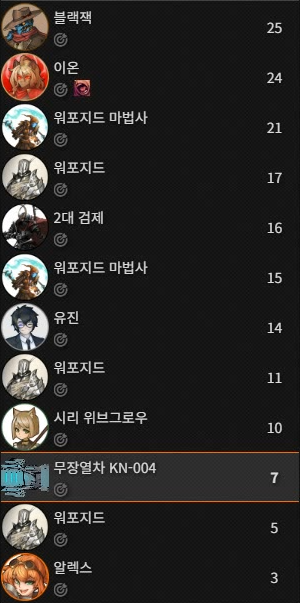 블랙잭
25
이온
24
워포지드 마법사
21
워포지드
17
2대 검제
16
워포지드 마법사
15
유진
14
워포지드
11
시리 위브그로우
10
무장열차 KN-004
7
워포지드
5
알렉스
3